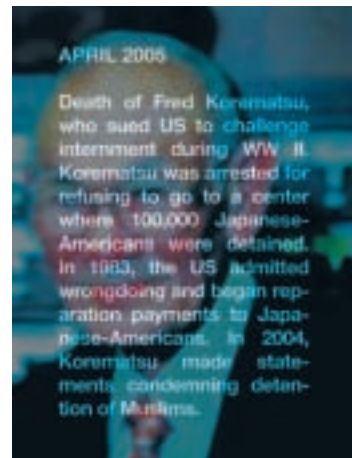 APRIL 2005
Death of Fred Korematsu,
who sued US to challenge
internment during WW II.
Korematsu was arrested for
refusing to go to a center
where 100,000 Japanese-
Americans were detained.
In 1983, the US admitted
wrongdoing and began rep-
aration payments to Japa-
nese-Americans. In 2004,
Korematsu made state-
ments condemning deten-
tion of Muslims.